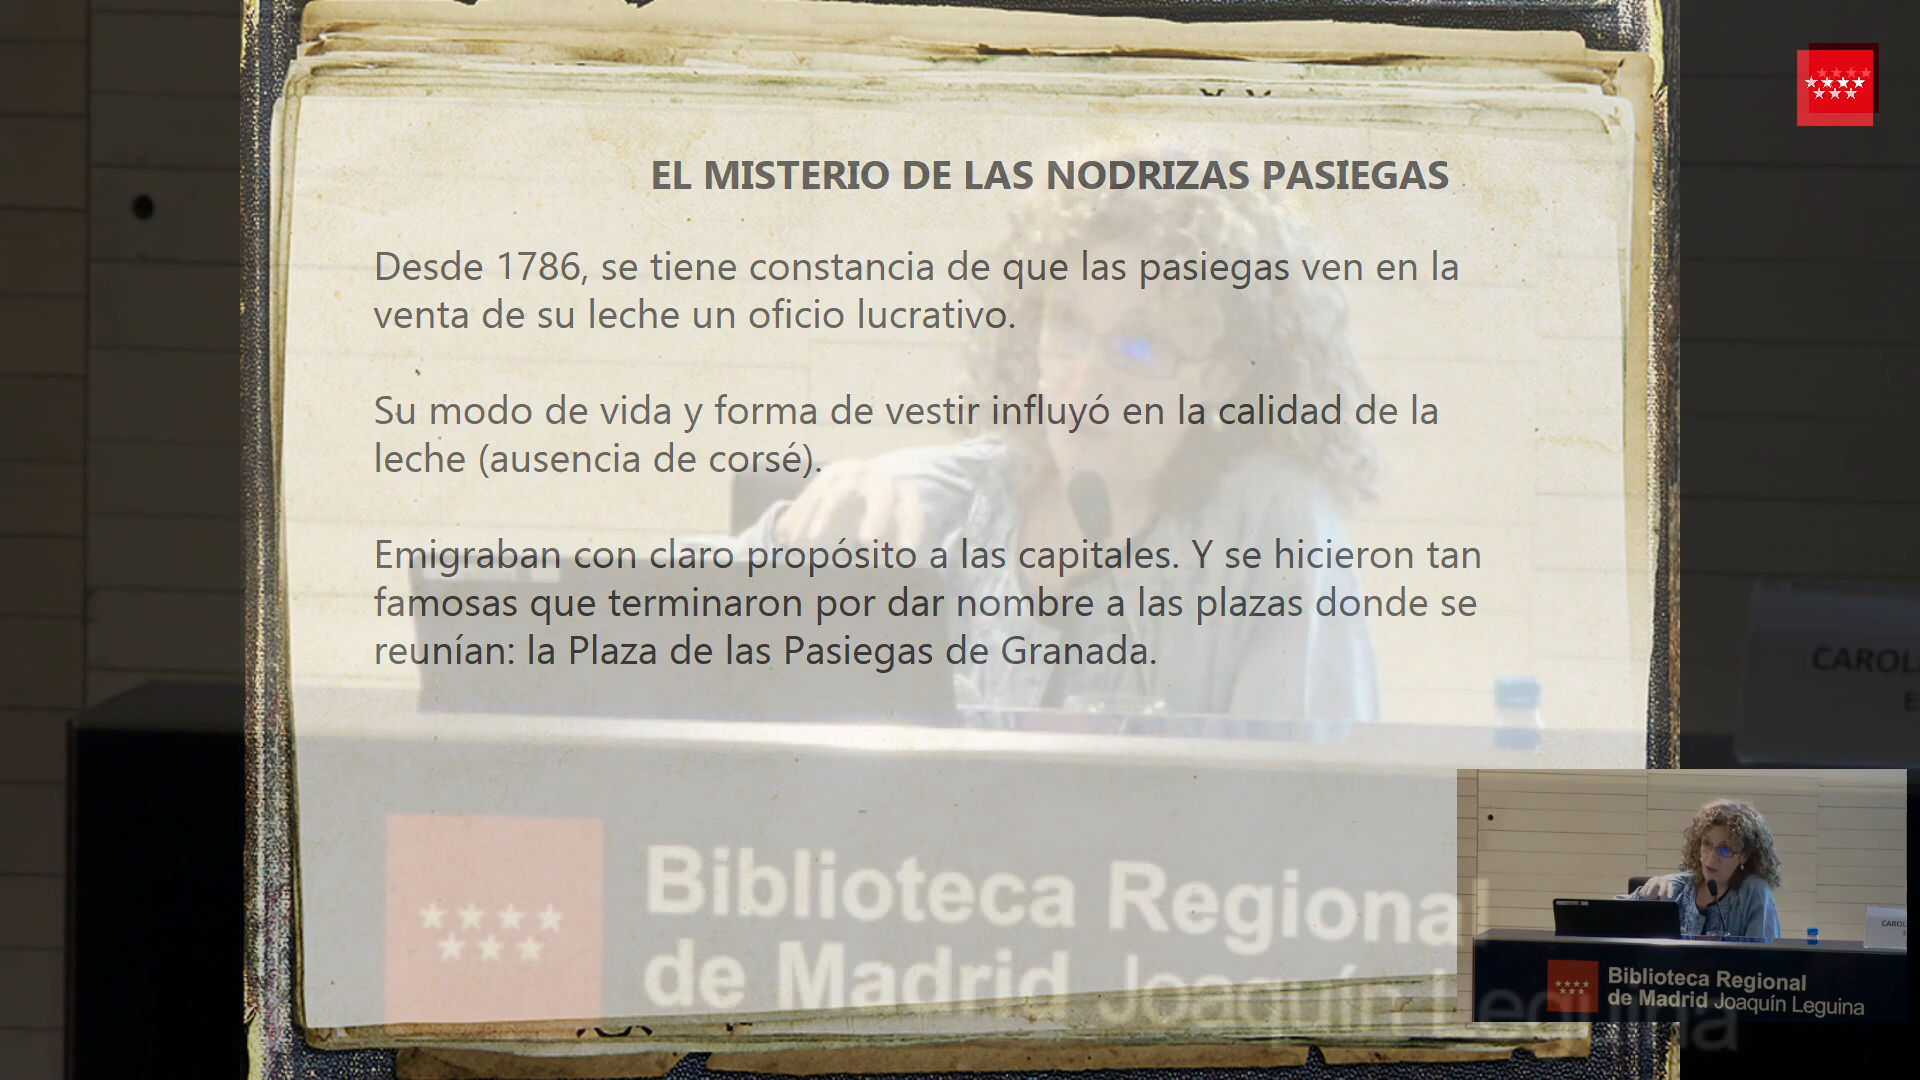 EL MISTERIO DE LAS NODRIZAS PASIEGAS
Desde 1786, se tiene constancia de que las pasiegas ven en la
venta de su leche un oficio lucrativo.
Su modo de vida y forma de vestir influyó en la calidad de la
leche (ausencia de corsé).
Emigraban con claro propósito a las capitales. Y se hicieron tan
famosas que terminaron por dar nombre a las plazas donde se
reunían: la Plaza de las Pasiegas de Granada.
CAROL
E
Biblioteca Regional
de Madrid Joaquín Leguina
CAROL
E
Biblioteca Regional
de Madrid Joaquín Leguina